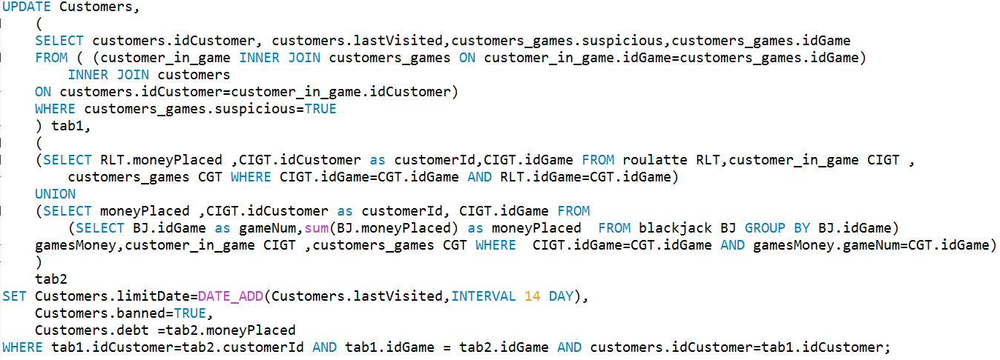 UPDATE Customers,
(
SELECT customers.idCustomer, customers.lastVisited,customers_games.suspicious,customers_games.idGame
FROM ( (customer_in_game INNER JOIN customers_games ON customer_in_game.idGame=customers_games.idGame)
INNER JOIN customers
ON customers.idCustomer=customer_in_game.idCustomer)
WHERE customers_games.suspicious=TRUE
) tab1,
(
(SELECT RLT.moneyPlaced ,CIGT.idCustomer as customerId,CIGT.idGame FROM roulatte RLT,customer_in_game CIGT ,
customers_games CGT WHERE CIGT.idGame=CGT.idGame AND RLT.idGame=CGT.idGame)
UNION
(SELECT moneyPlaced ,CIGT.idCustomer as customerId, CIGT.idGame FROM
(SELECT BJ.idGame as gameNum,sum(BJ.moneyPlaced) as moneyPlaced  FROM blackjack BJ GROUP BY BJ.idGame)
gamesMoney,customer_in_game CIGT ,customers_games CGT WHERE  CIGT.idGame=CGT.idGame AND gamesMoney.gameNum=CGT.idGame)
)
tab2
SET Customers.limitDate=DATE_ADD(Customers.lastVisited,INTERVAL 14 DAY),
Customers.banned=TRUE,
Customers.debt =tab2.moneyPlaced
WHERE tab1.idCustomer=tab2.customerId AND tab1.idGame = tab2.idGame AND customers.idCustomer=tab1.idCustomer;